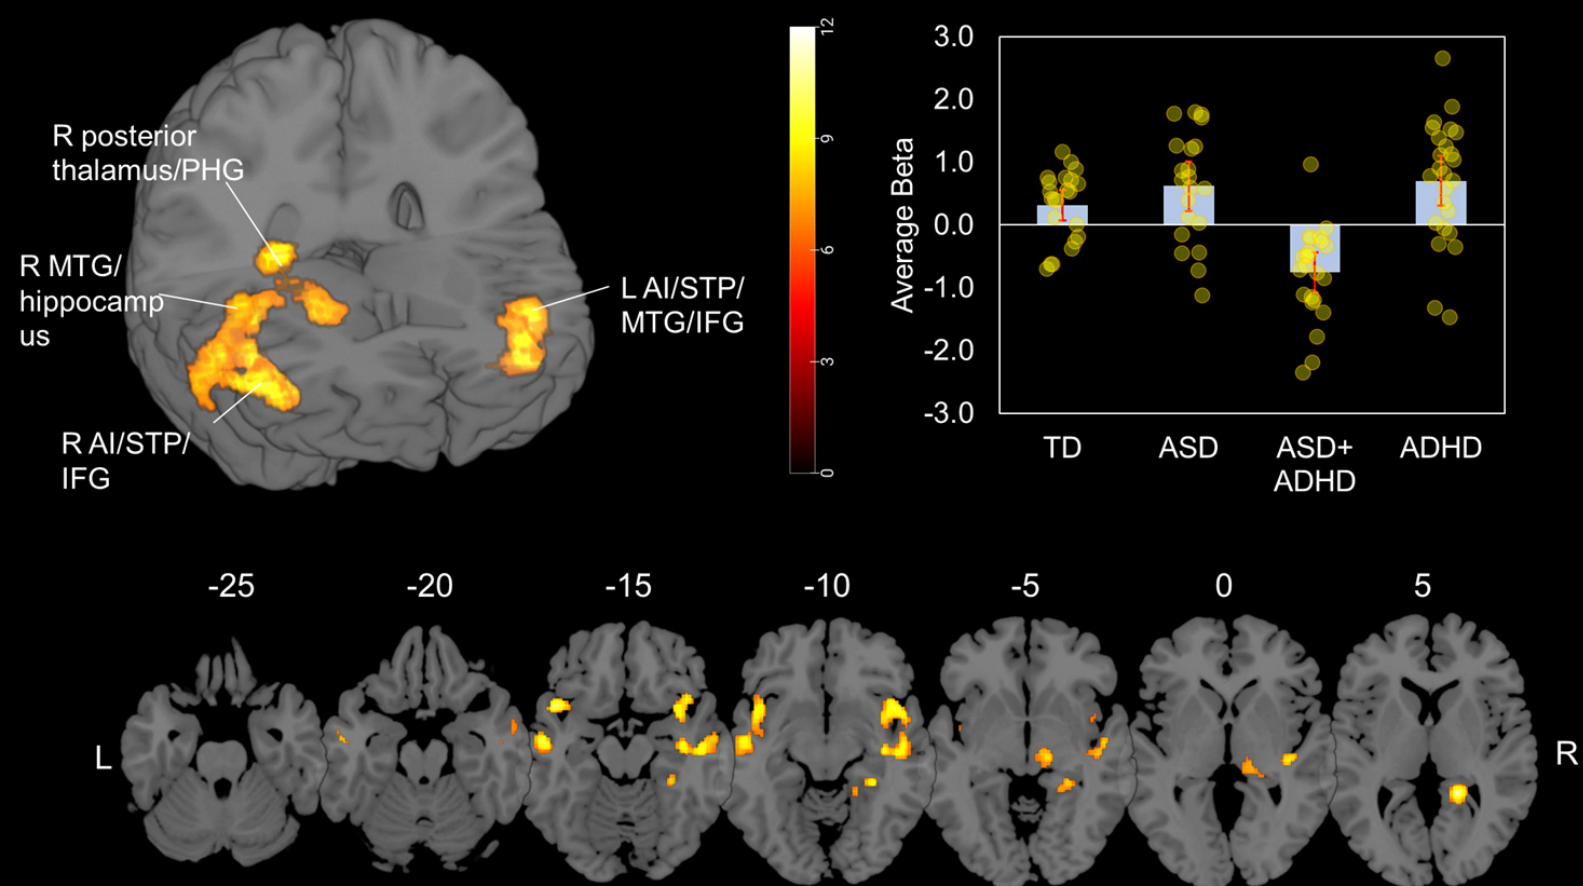 R posterior
thalamus/PHG
R MTG/
hippocamp
us
R AI/STP/
IFG
L AI/STP/
MTG/IFG
12
9
6
3
0
Average Beta
3.0
2.0
1.0
0.0
-1.0
-2.0
-3.0
TD
ASD
ASD+
ADHD
ADHD
-25
-20
-15
-10
-5
0
5
L
R